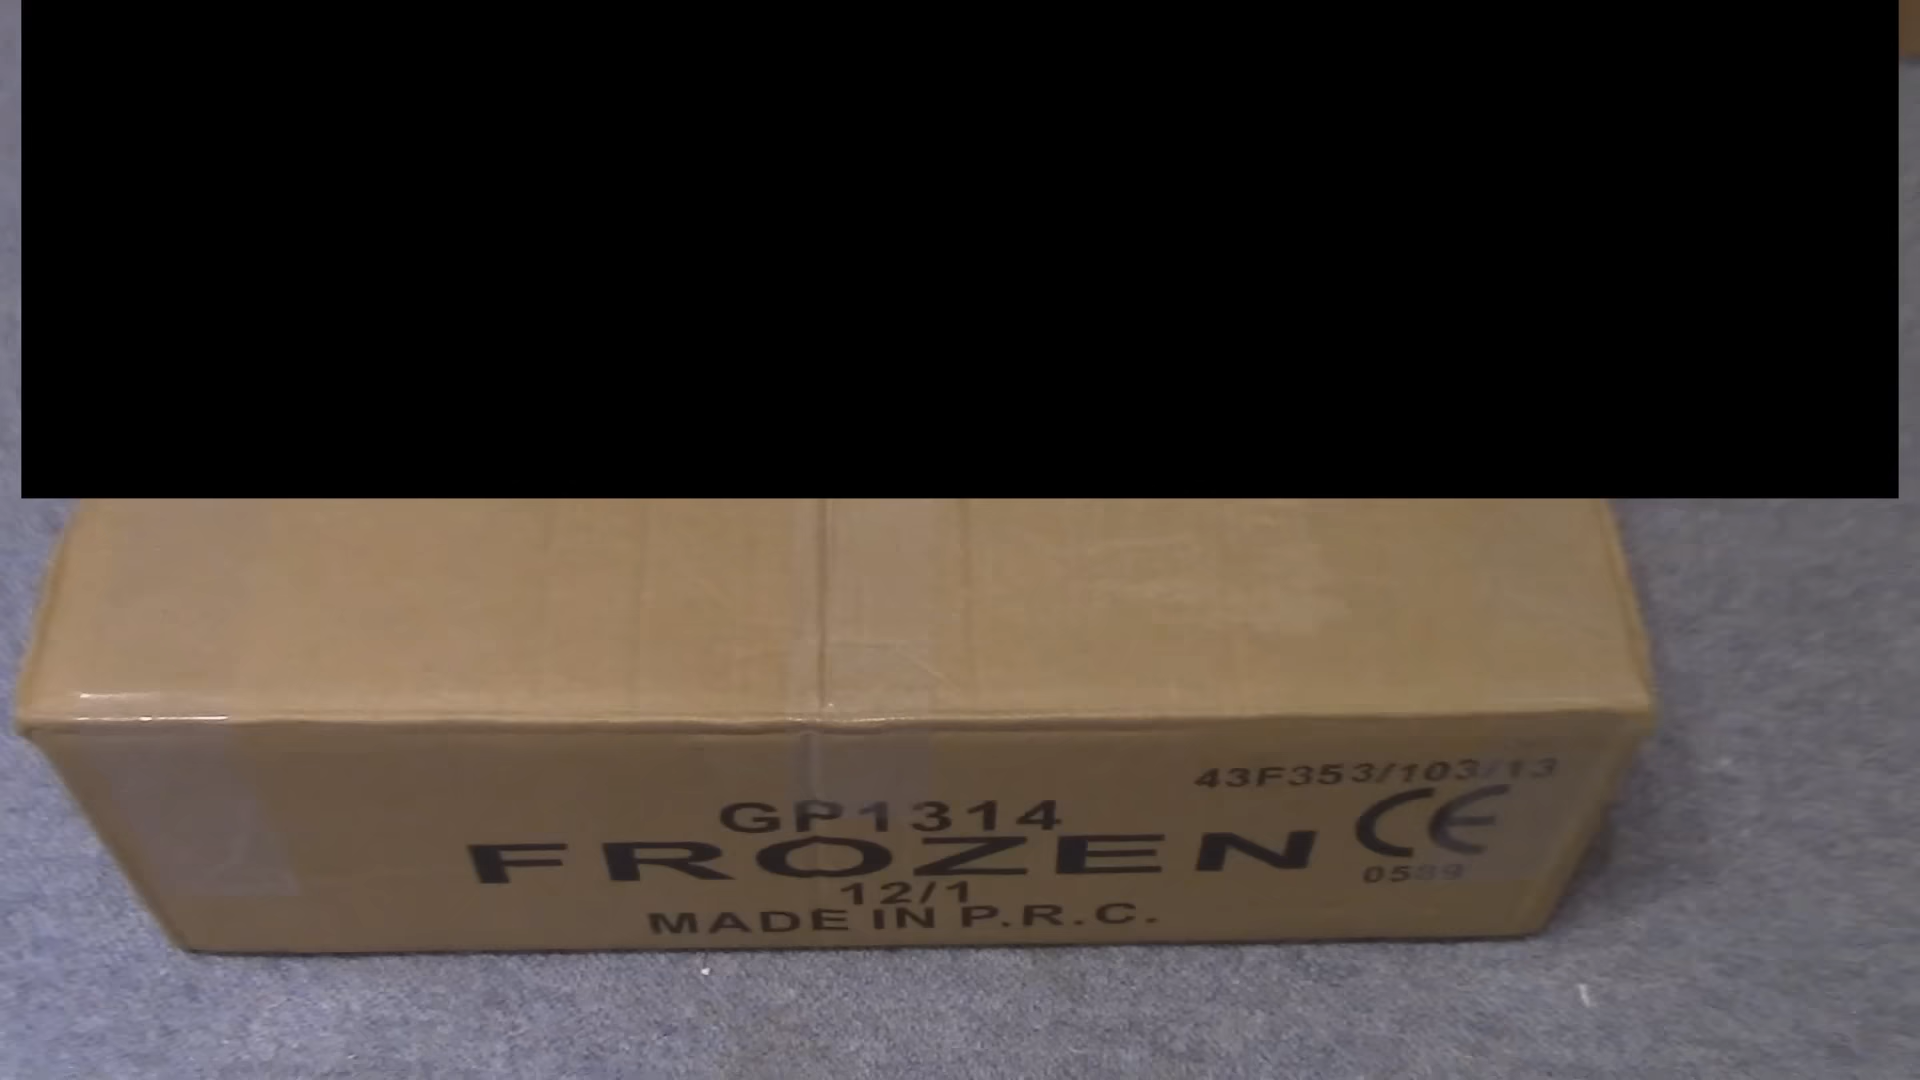 43F353/103/13
GP1314
FROZEN
CE
0589
12/1
MADE IN P.R.C.